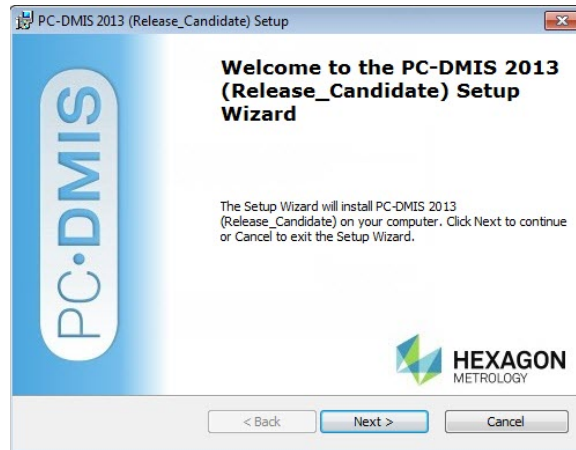 PC-DMIS 2013 (Release_Candidate) Setup
PC•DMIS
Welcome to the PC-DMIS 2013
(Release_Candidate) Setup
Wizard
The Setup Wizard will install PC-DMIS 2013
(Release_Candidate) on your computer. Click Next to continue
or Cancel to exit the Setup Wizard.
HEXAGON
METROLOGY
< Back Next > Cancel